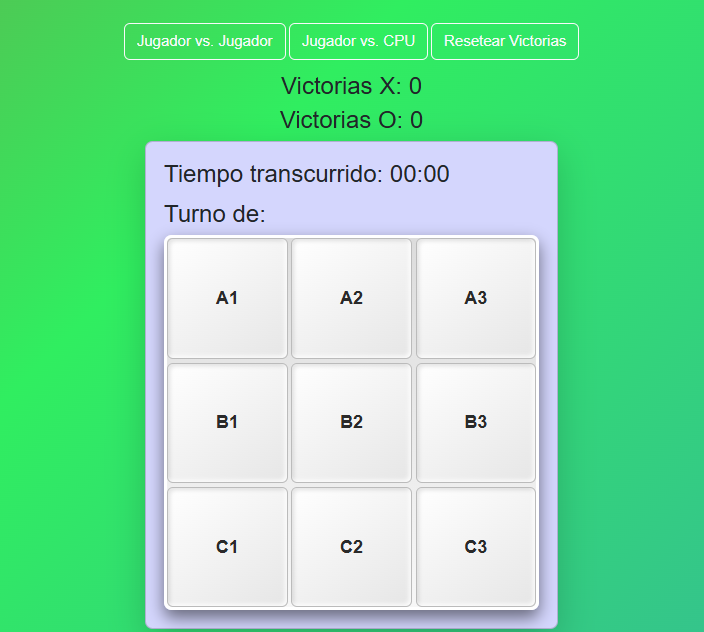 Jugador vs. Jugador Jugador vs. CPU Resetear Victorias
Victorias X: 0
Victorias O: 0
Tiempo transcurrido: 00:00
Turno de:
A1 A2 A3
B1 B2 B3
C1 C2 C3